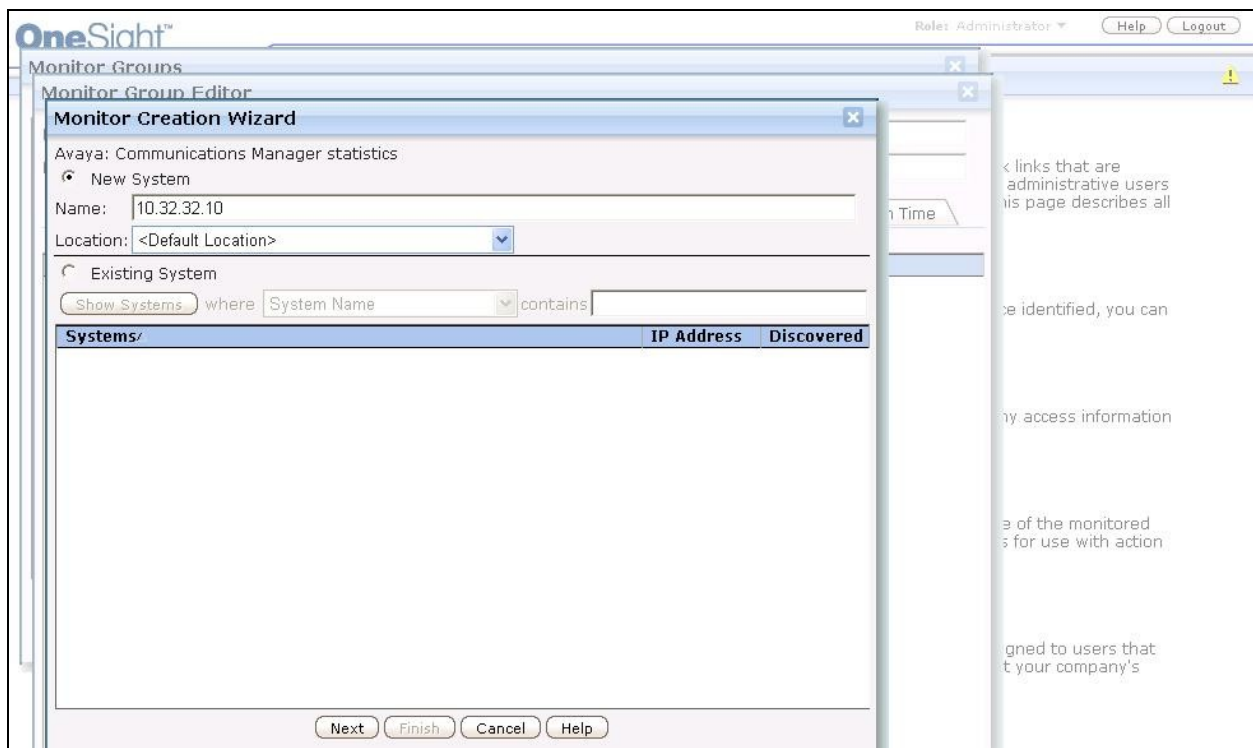 OneSight™
Role: Administrator
Help
Logout
Monitor Groups
Monitor Group Editor
Monitor Creation Wizard
Avaya: Communications Manager statistics
New System
Name: 10.32.32.10
Location: <Default Location>
Existing System
Show Systems where System Name contains
Systems IP Address Discovered
Next Finish Cancel Help
Time
links that are
administrative users
his page describes all
e identified, you can
access information
of the monitored
for use with action
gned to users that
t your company's